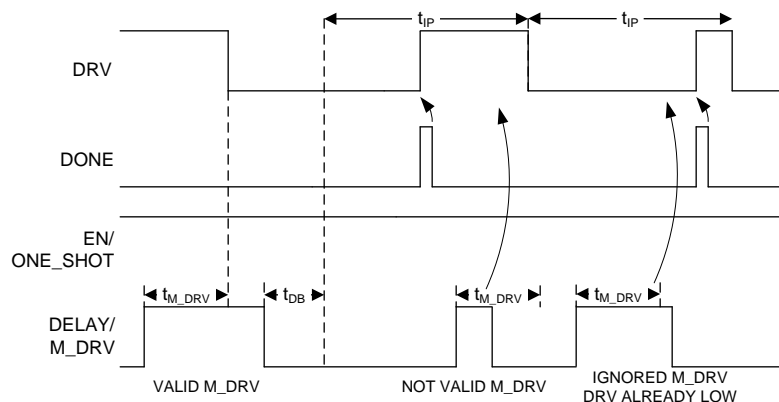 tIP
tIP
DRV
DONE
EN/
ONE_SHOT
tM_DRV
tDB
tM_DRV
tM_DRV
DELAY/
M_DRV
VALID M_DRV
NOT VALID M_DRV
IGNORED M_DRV
DRV ALREADY LOW